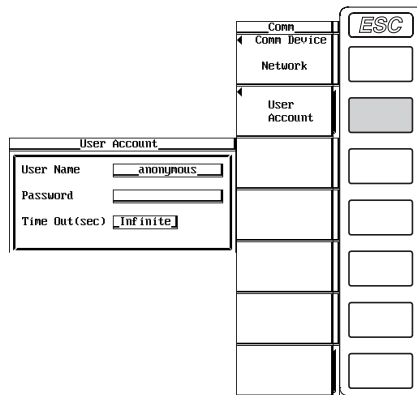 Comm
ESC
Comm Device
Network
User
Account
User Account
User Name anonymous
Password
Time Out(sec) Infinite